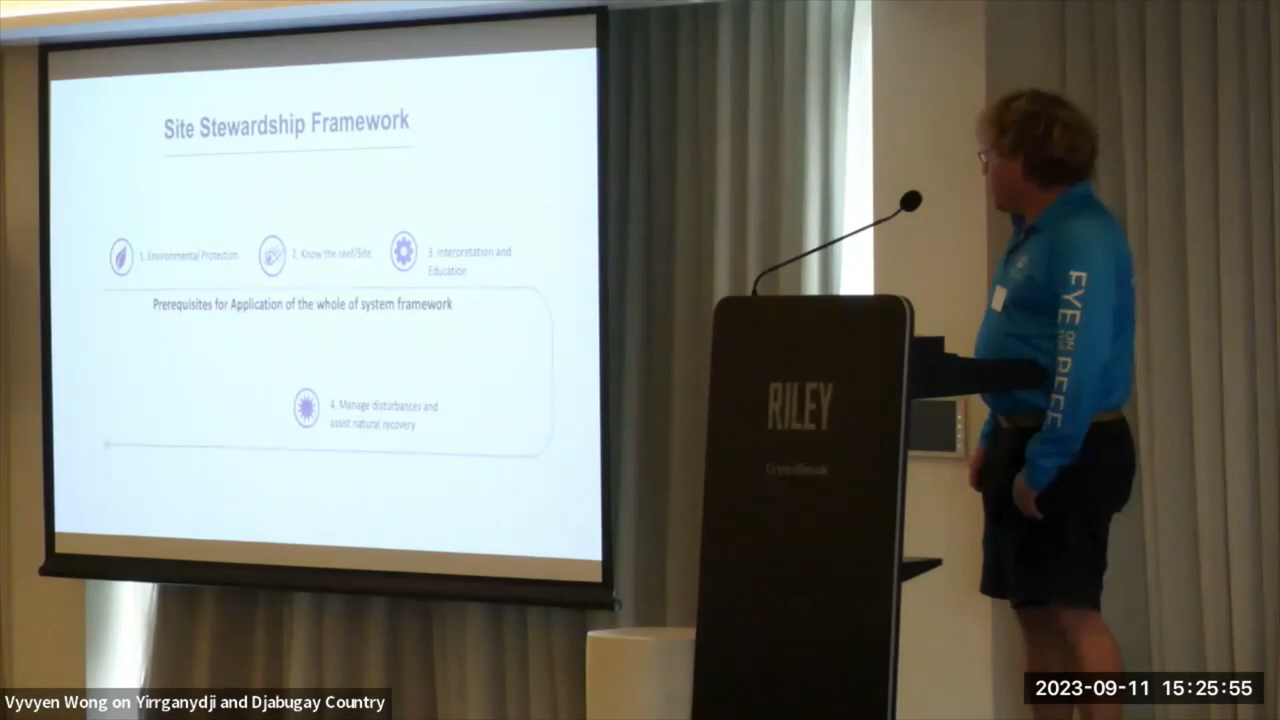 Site Stewardship Framework
1. Environmental Protection
2. Know the reef/Site
3. Interpretation and
Education
Prerequisites for Application of the whole of system framework
4. Manage disturbances and
assist natural recovery
RILEY
EYE ON THE REEF
Vyvyen Wong on Yirrganydji and Djabugay Country
2023-09-11 15:25:55